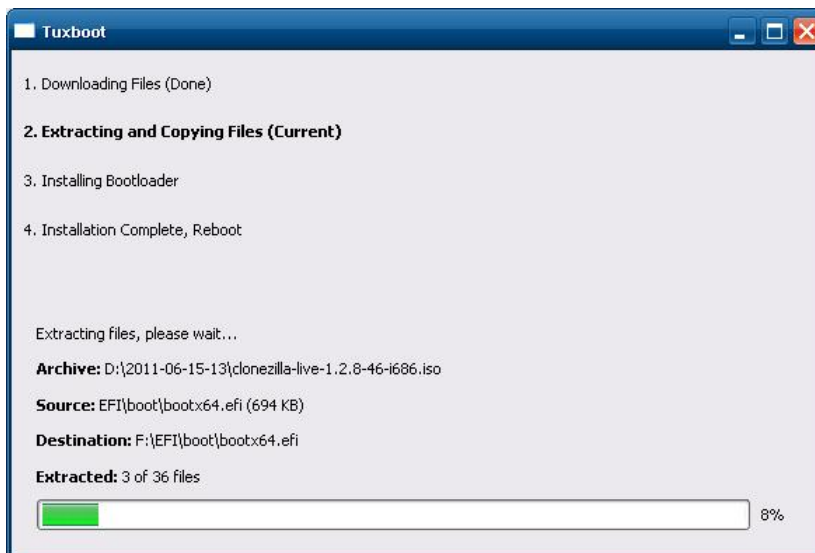 Tuxboot
1. Downloading Files (Done)
2. Extracting and Copying Files (Current)
3. Installing Bootloader
4. Installation Complete, Reboot
Extracting files, please wait...
Archive: D:\2011-06-15-13\clonezilla-live-1.2.8-46-i686.iso
Source: EFI\boot\bootx64.efi (694 KB)
Destination: F:\EFI\boot\bootx64.efi
Extracted: 3 of 36 files
8%